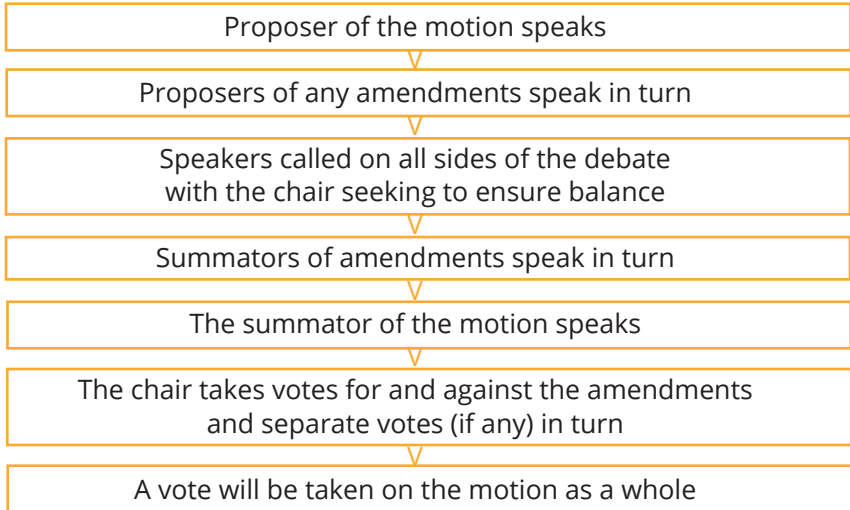 Proposer of the motion speaks
Proposers of any amendments speak in turn
Speakers called on all sides of the debate
with the chair seeking to ensure balance
Summators of amendments speak in turn
The summator of the motion speaks
The chair takes votes for and against the amendments
and separate votes (if any) in turn
A vote will be taken on the motion as a whole